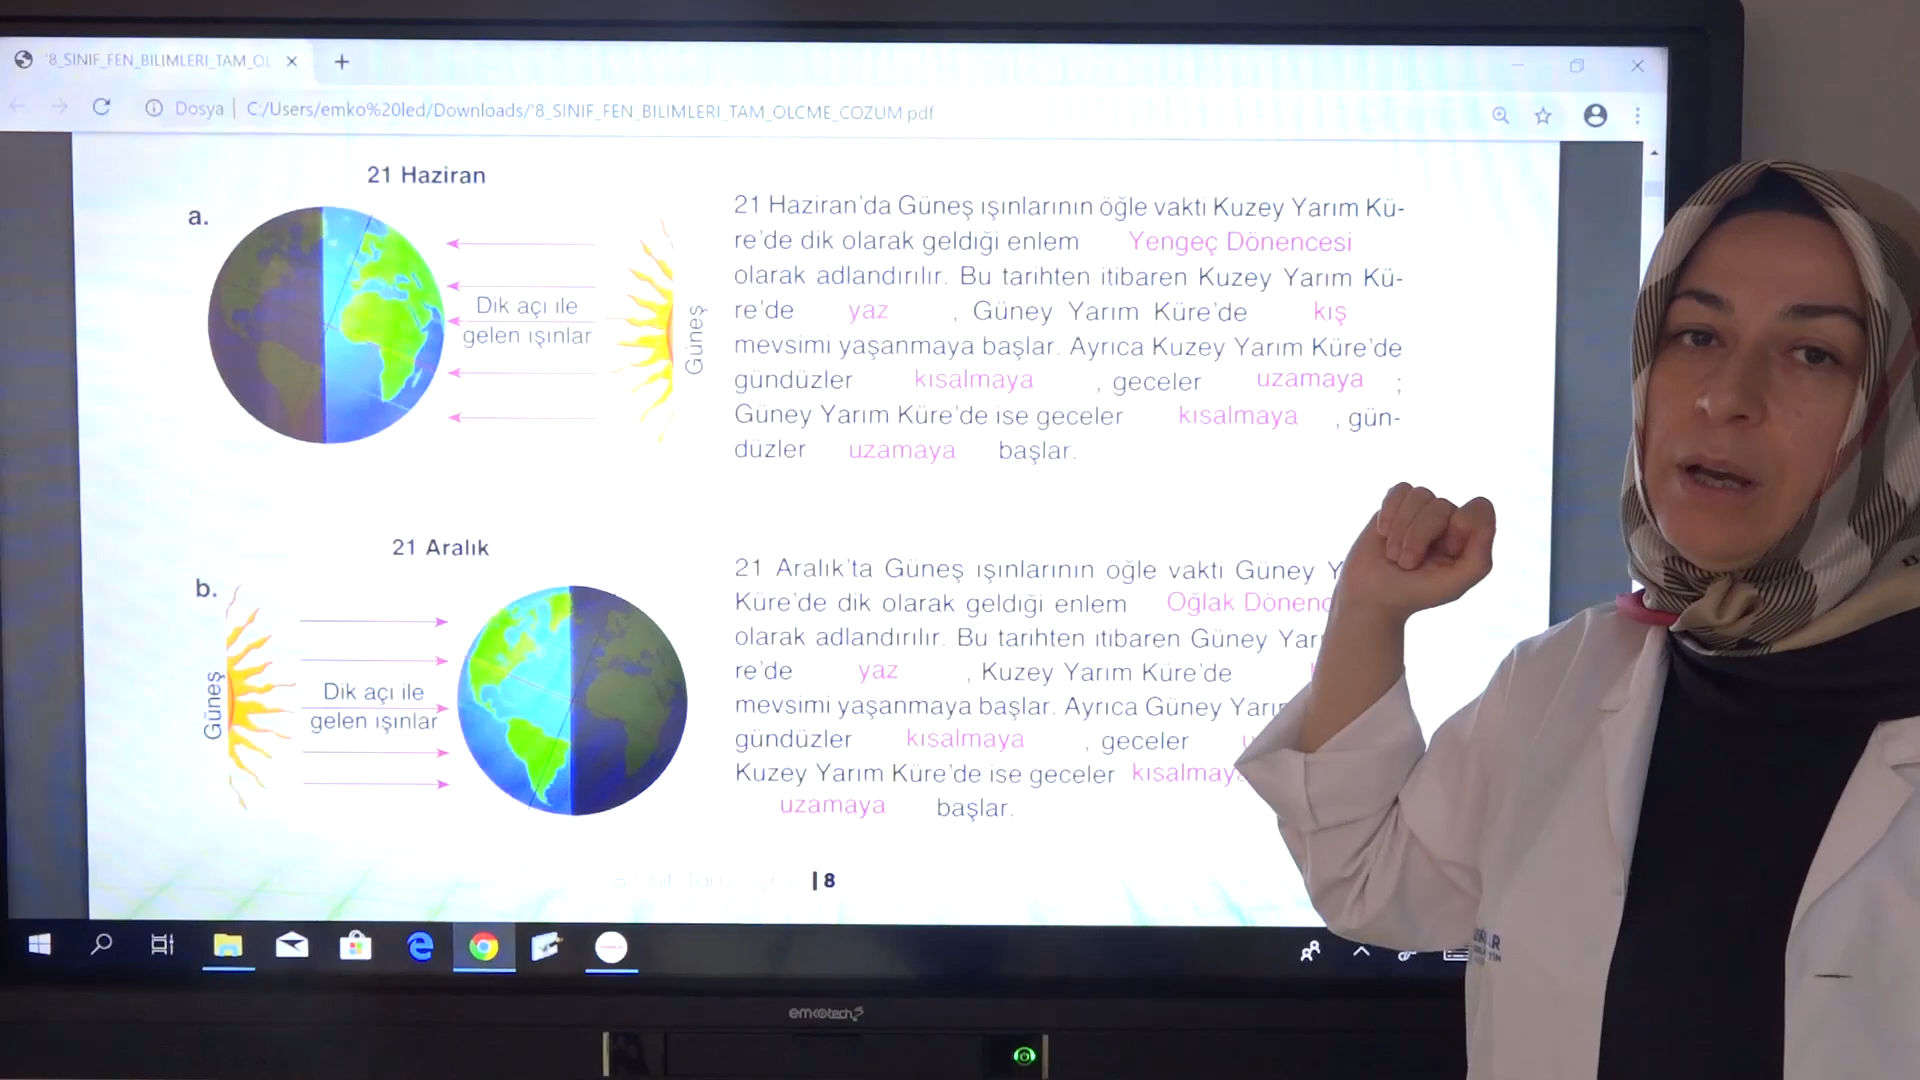 '8_SINIF_FEN_BILIMLERI_TAM_OL
Dosya | C:/Users/emko%20led/Downloads/'8_SINIF_FEN_BILIMLERI_TAM_OLCME_COZUM.pdf
21 Haziran
a.
Dik açı ile
gelen ışınlar
Güneş
21 Haziran'da Güneş ışınlarının öğle vakti Kuzey Yarım Kü-
re'de dik olarak geldiği enlem Yengeç Dönencesi
olarak adlandırılır. Bu tarihten itibaren Kuzey Yarım Kü-
re'de yaz , Güney Yarım Küre'de kış
mevsimi yaşanmaya başlar. Ayrıca Kuzey Yarım Küre'de
gündüzler kısalmaya , geceler uzamaya ;
Güney Yarım Küre'de ise geceler kısalmaya , gün-
düzler uzamaya başlar.
21 Aralık
b.
Güneş
Dik açı ile
gelen ışınlar
21 Aralık'ta Güneş ışınlarının öğle vakti Güney
Küre'de dik olarak geldiği enlem Oğlak
olarak adlandırılır. Bu tarihten itibaren Güney
re'de yaz , Kuzey Yarım Küre'de
mevsimi yaşanmaya başlar. Ayrıca Güney
gündüzler kısalmaya , geceler
Kuzey Yarım Küre'de ise geceler
uzamaya başlar.
8
emkotech